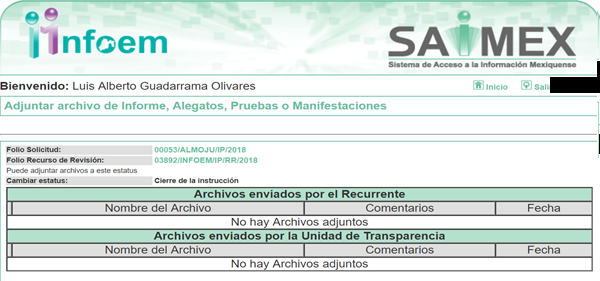 infoem
SAIMEX
Sistema de Acceso a la Información Mexiquense
Bienvenido: Luis Alberto Guadarrama Olivares
Inicio
Adjuntar archivo de Informe, Alegatos, Pruebas o Manifestaciones
Folio Solicitud: 00053/ALMOJU/IP/2018
Folio Recurso de Revisión: 03892/INFOEM/IP/RR/2018
Puede adjuntar archivos a este estatus
Cambiar estatus: Cierre de la instrucción
Archivos enviados por el Recurrente
Nombre del Archivo Comentarios Fecha
No hay Archivos adjuntos
Archivos enviados por la Unidad de Transparencia
Nombre del Archivo Comentarios Fecha
No hay Archivos adjuntos